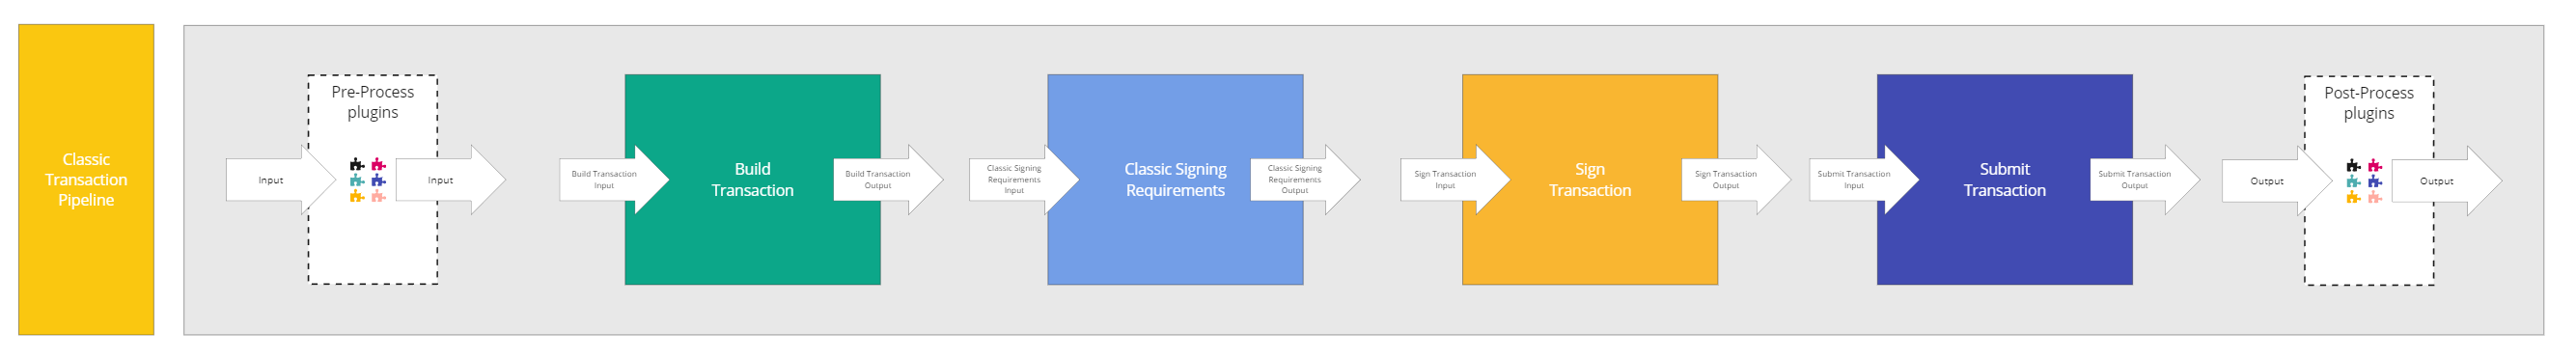 Classic
Transaction
Pipeline
Input
Pre-Process
plugins
Input
Build Transaction
Input
Build
Transaction
Build Transaction
Output
Classic Signing
Requirements
Input
Classic Signing
Requirements
Classic Signing
Requirements
Output
Sign Transaction
Input
Sign
Transaction
Sign Transaction
Output
Submit Transaction
Input
Submit
Transaction
Submit Transaction
Output
Output
Post-Process
plugins
Output